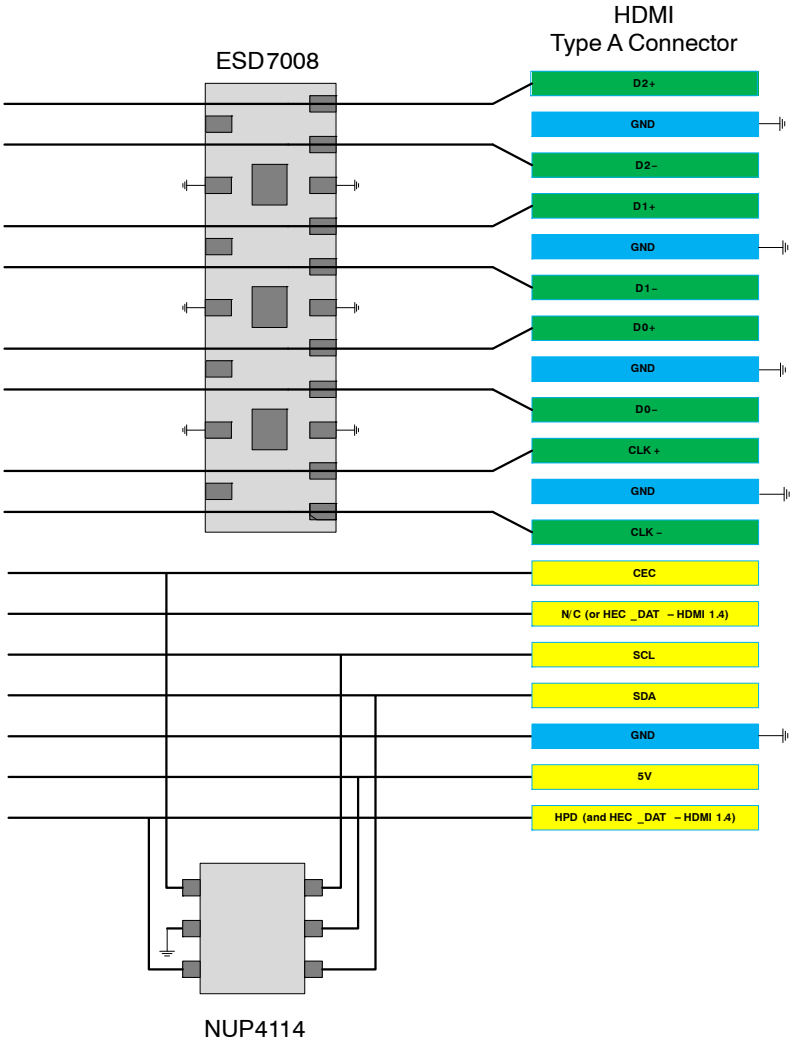 HDMI
Type A Connector
ESD7008
D2+
GND
D2−
D1+
GND
D1−
D0+
GND
D0−
CLK +
GND
CLK −
CEC
N/C (or HEC _DAT – HDMI 1.4)
SCL
SDA
GND
5V
HPD (and HEC _DAT – HDMI 1.4)
NUP4114